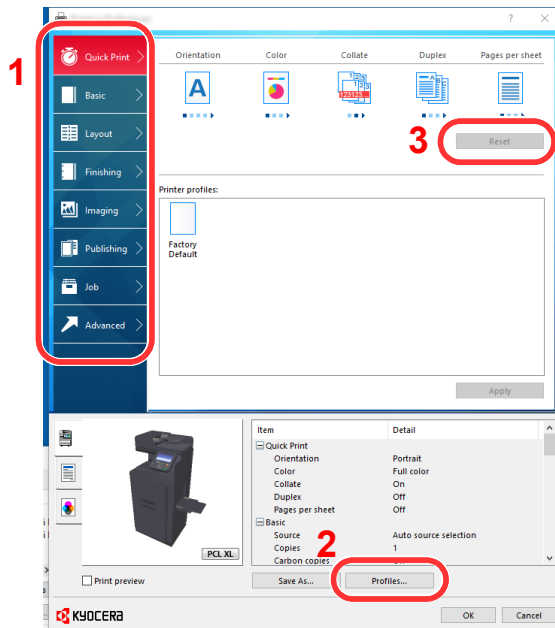 ? X
1
Quick Print
Orientation Color Collate Duplex Pages per sheet
Basic
A
123
123
123123...
A B
Layout
3
Reset
Finishing
Printer profiles:
Imaging
Factory
Default
Publishing
Job
Advanced
Apply
Item Detail
Quick Print
Orientation Portrait
Color Full color
Collate On
Duplex Off
Pages per sheet Off
Basic
Source Auto source selection
Copies 1
2
PCL XL
Carbon copies
Print preview
Save As...
Profiles...
KYOCERA
OK
Cancel